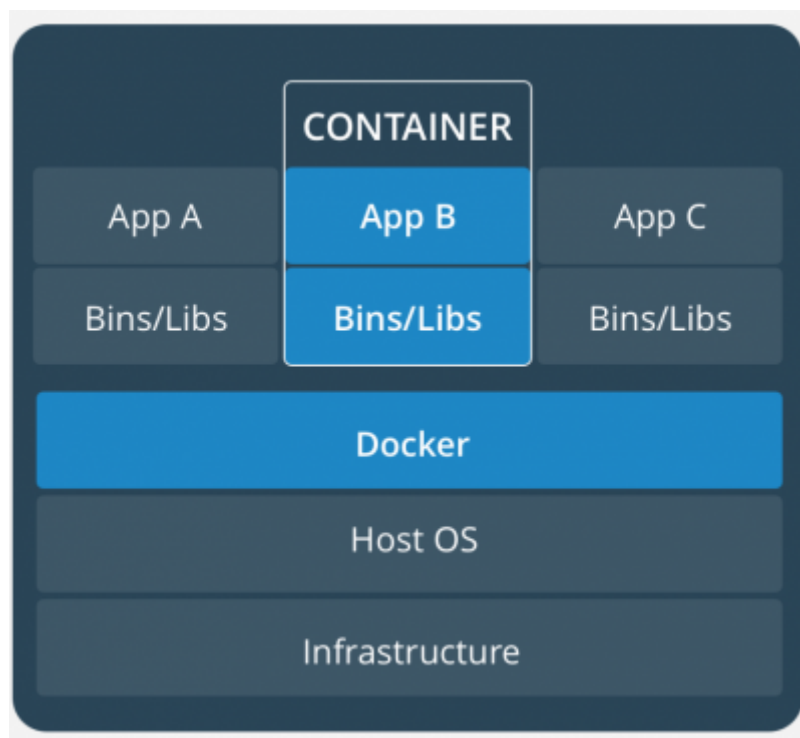 CONTAINER
App A App B App C
Bins/Libs Bins/Libs Bins/Libs
Docker
Host OS
Infrastructure